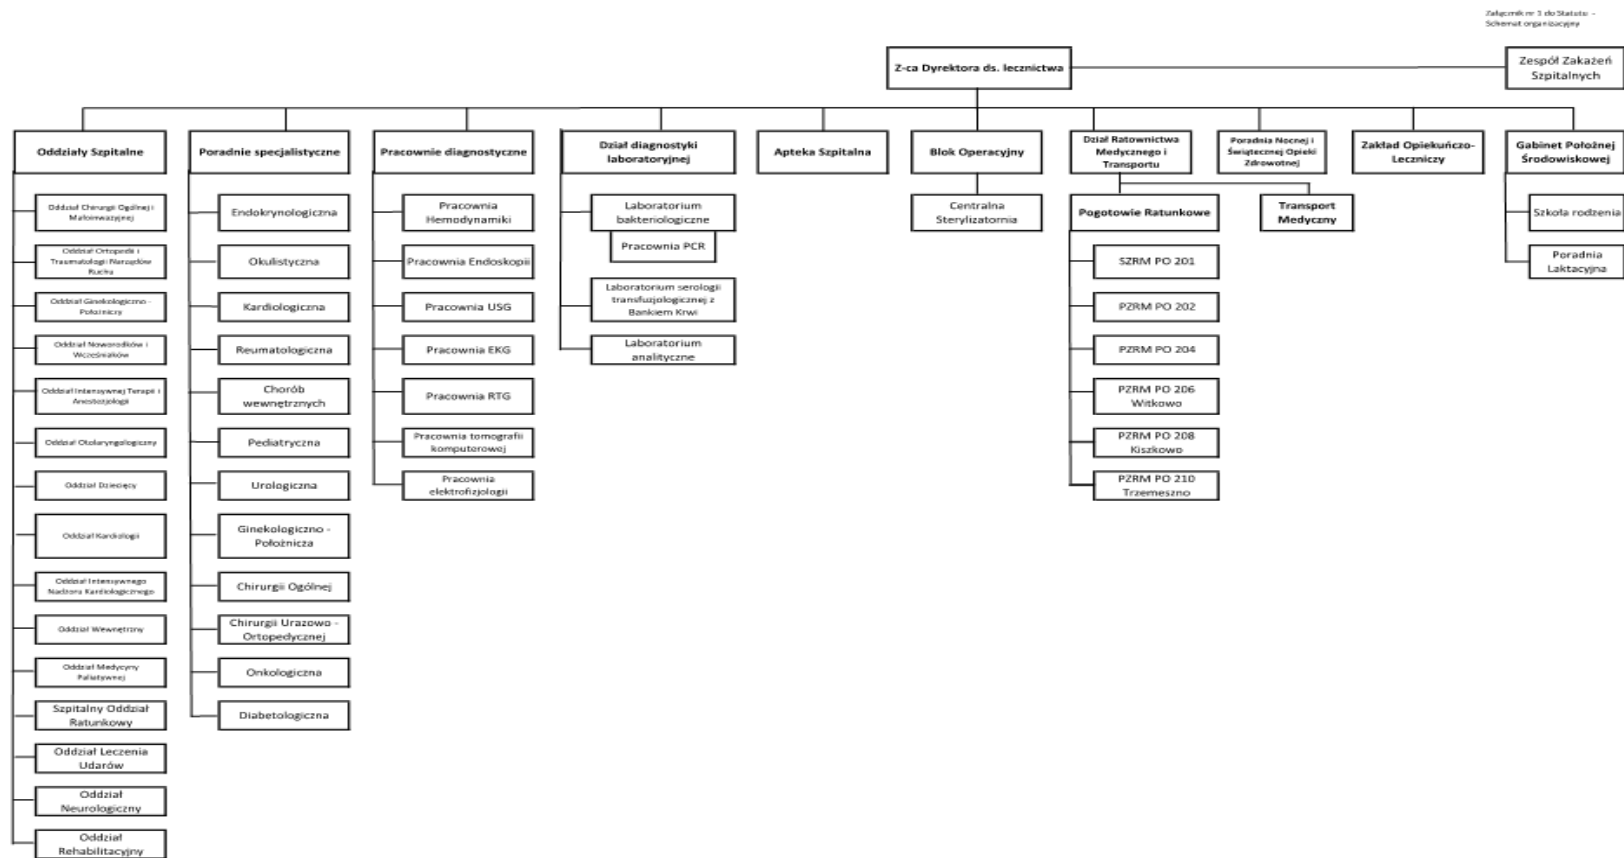 Załącznik nr 3 do Statutu –
Schemat organizacyjny
Z-ca Dyrektora ds. lecznictwa
Zespół Zakażeń
Szpitalnych
Oddziały Szpitalne
Poradnie specjalistyczne
Pracownie diagnostyczne
Dział diagnostyki
laboratoryjnej
Apteka Szpitalna
Blok Operacyjny
Dział Ratownictwa
Medycznego i
Transportu
Poradnia Nocnej i
Świątecznej Opieki
Zdrowotnej
Zakład Opiekuńczo-
Leczniczy
Gabinet Położnej
Środowiskowej
Oddział Chirurgii Ogólnej i
Małoinwazyjnej
Oddział Ortopedii i
Traumatologii Narządów
Ruchu
Oddział Ginekologiczno -
Położniczy
Oddział Noworodków i
Wcześniaków
Oddział Intensywnej Terapii i
Anestezjologii
Oddział Otolaryngologiczny
Oddział Dziecięcy
Oddział Kardiologii
Oddział Intensywnego
Nadzoru Kardiologicznego
Oddział Wewnętrzny
Oddział Medycyny
Paliatywnej
Szpitalny Oddział
Ratunkowy
Oddział Leczenia
Udarów
Oddział
Neurologiczny
Oddział
Rehabilitacyjny
Endokrynologiczna
Okulistyczna
Kardiologiczna
Reumatologiczna
Chorób
wewnętrznych
Pediatryczna
Urologiczna
Ginekologiczno -
Położnicza
Chirurgii Ogólnej
Chirurgii Urazowo -
Ortopedycznej
Onkologiczna
Diabetologiczna
Pracownia
Hemodynamiki
Pracownia Endoskopii
Pracownia USG
Pracownia EKG
Pracownia RTG
Pracownia tomografii
komputerowej
Pracownia
elektrofizjologii
Laboratorium
bakteriologiczne
Pracownia PCR
Laboratorium serologii
transfuzjologicznej z
Bankiem Krwi
Laboratorium
analityczne
Centralna
Sterylizatornia
Pogotowie Ratunkowe
SZRM PO 201
PZRM PO 202
PZRM PO 204
PZRM PO 206
Witkowo
PZRM PO 208
Kiszkowo
PZRM PO 210
Trzemeszno
Transport
Medyczny
Szkoła rodzenia
Poradnia
Laktacyjna